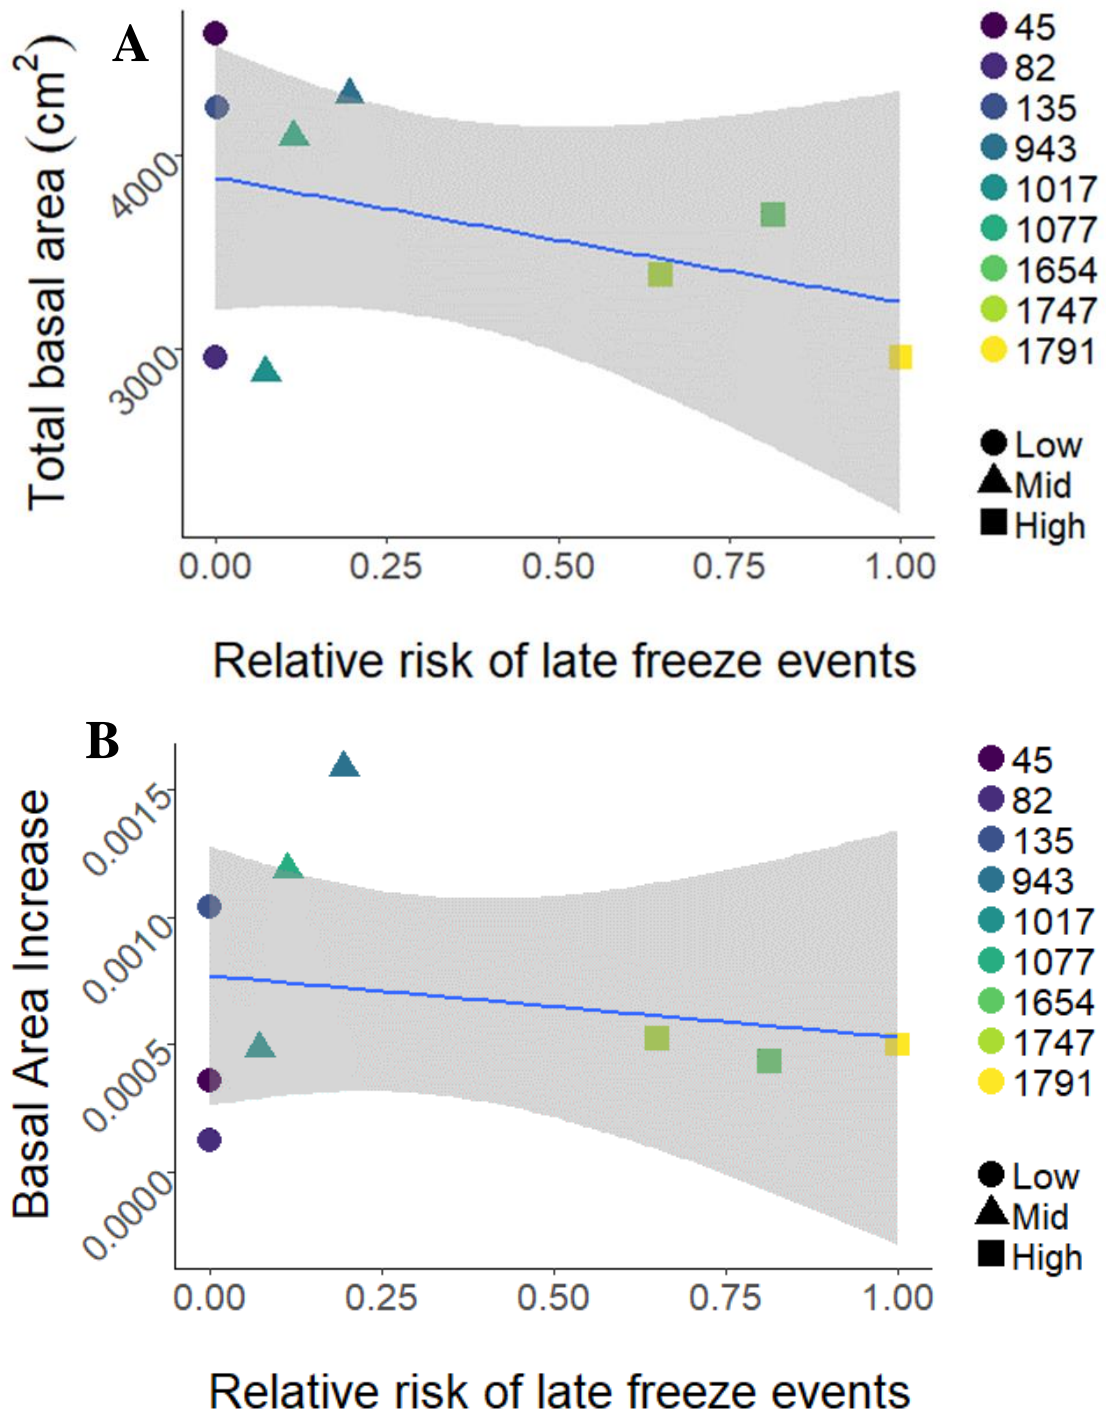 A
Total basal area (cm2)
4000
3000
0.00 0.25 0.50 0.75 1.00
Relative risk of late freeze events
45
82
135
943
1017
1077
1654
1747
1791
Low
Mid
High
B
Basal Area Increase
0.0015
0.0010
0.0005
0.0000
0.00 0.25 0.50 0.75 1.00
Relative risk of late freeze events
45
82
135
943
1017
1077
1654
1747
1791
Low
Mid
High